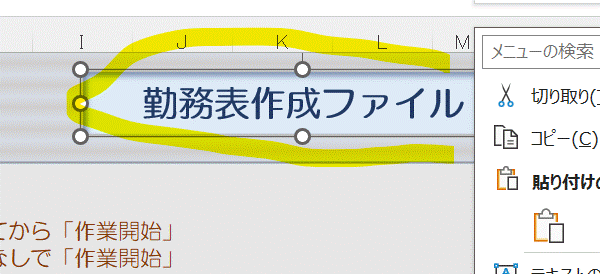 I J K L M
メニューの検索
勤務表作成ファイル
切り取り(
コピー(C)
貼り付けの
てから「作業開始」
なしで「作業開始」
テキストの